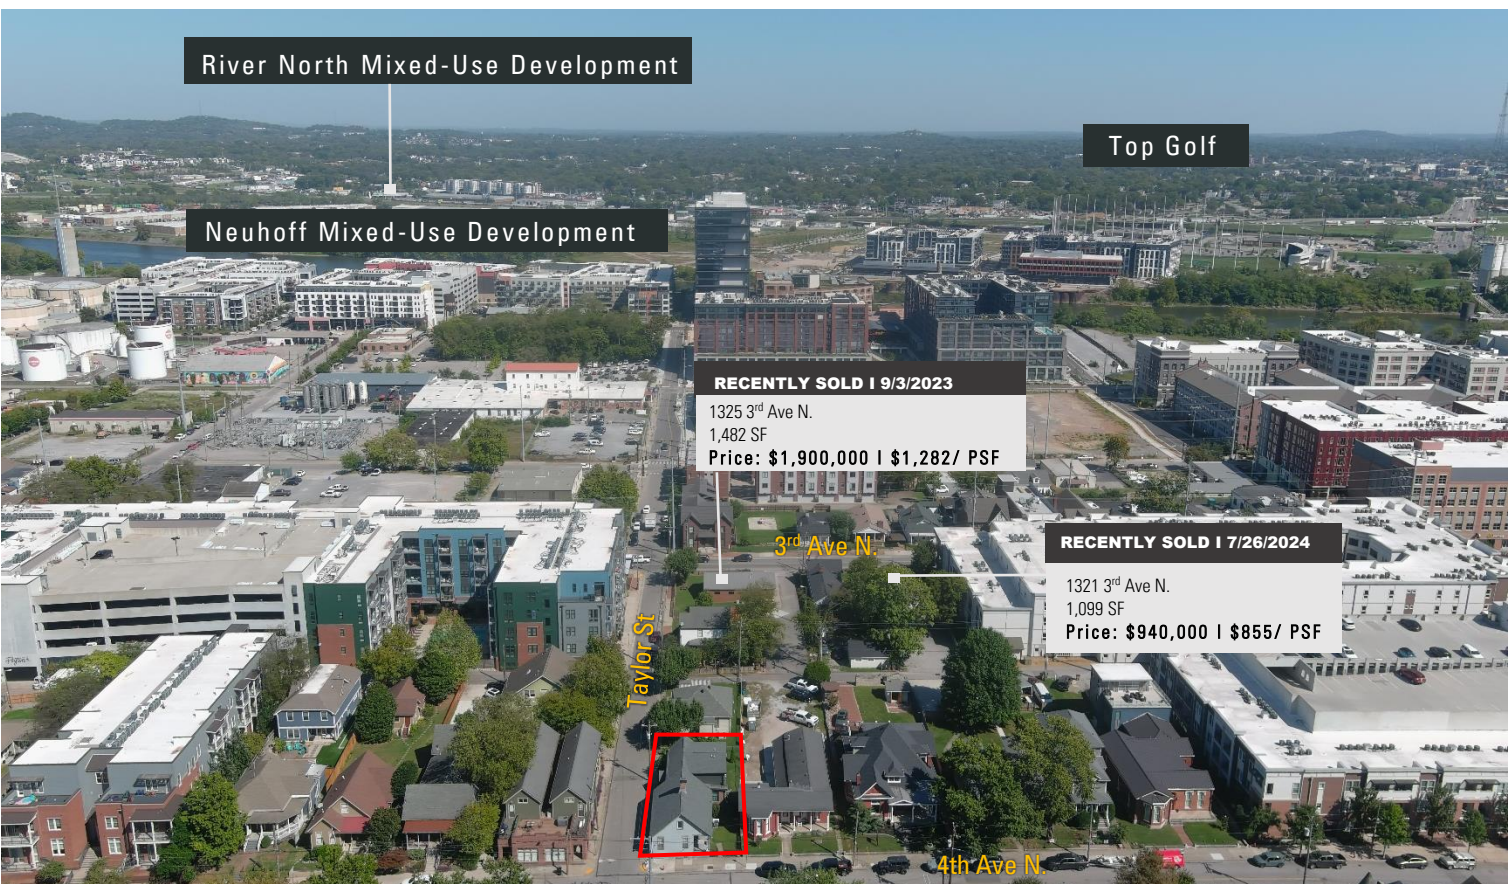 River North Mixed-Use Development
Top Golf
Neuhoff Mixed-Use Development
RECENTLY SOLD I 9/3/2023
1325 3rd Ave N.
1,482 SF
Price: $1,900,000 I $1,282/ PSF
3rd Ave N.
RECENTLY SOLD I 7/26/2024
1321 3rd Ave N.
1,099 SF
Price: $940,000 I $855/ PSF
Taylor St
4th Ave N.